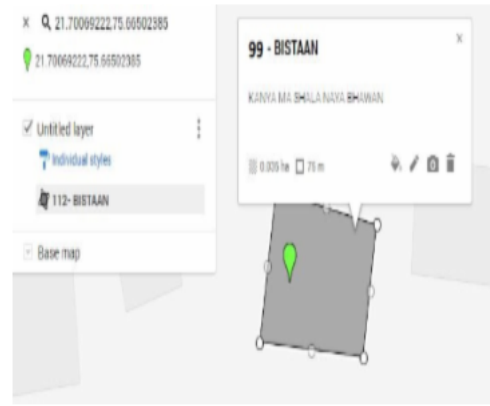 21.70069222,75.66502385
21.70069222,75.66502385
Untitled layer
Individual styles
112- BISTAAN
Base map
99 - BISTAAN
KANYA MA SHALA NAYA BHAWAN
0.005 ha 75 m